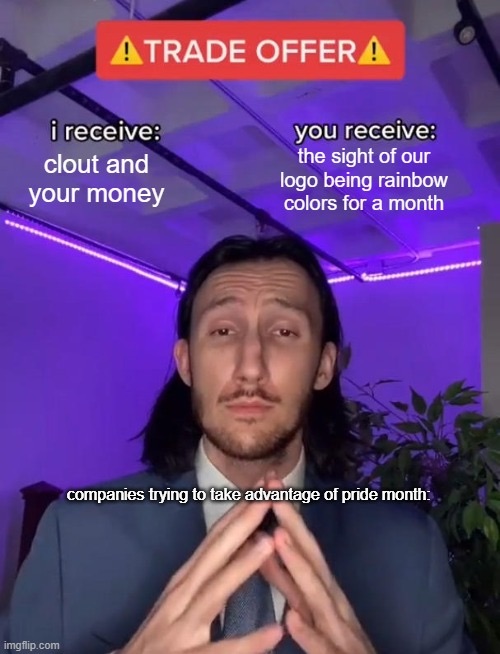 ⚠TRADE OFFER⚠
i receive:
you receive:
clout and
your money
the sight of our
logo being rainbow
colors for a month
companies trying to take advantage of pride month:
imgflip.com